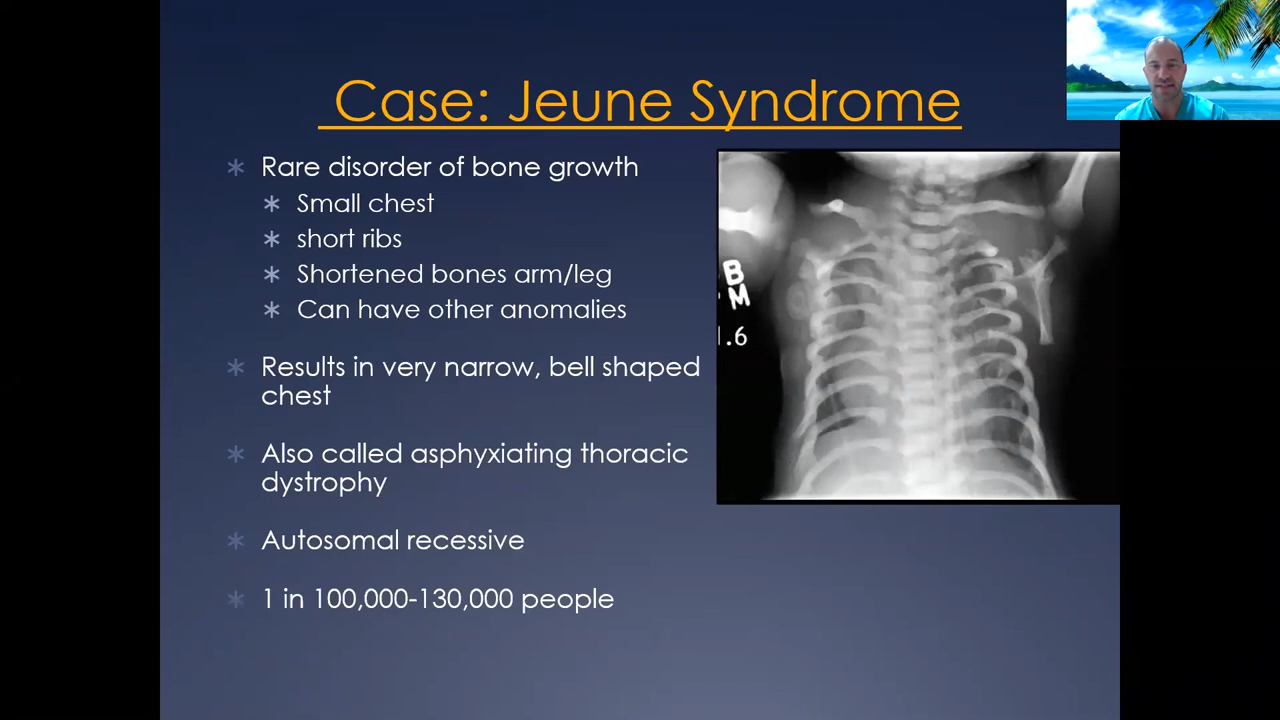 Case: Jeune Syndrome
Rare disorder of bone growth
Small chest
short ribs
Shortened bones arm/leg
Can have other anomalies
Results in very narrow, bell shaped
chest
Also called asphyxiating thoracic
dystrophy
Autosomal recessive
1 in 100,000-130,000 people
B
M
1.6